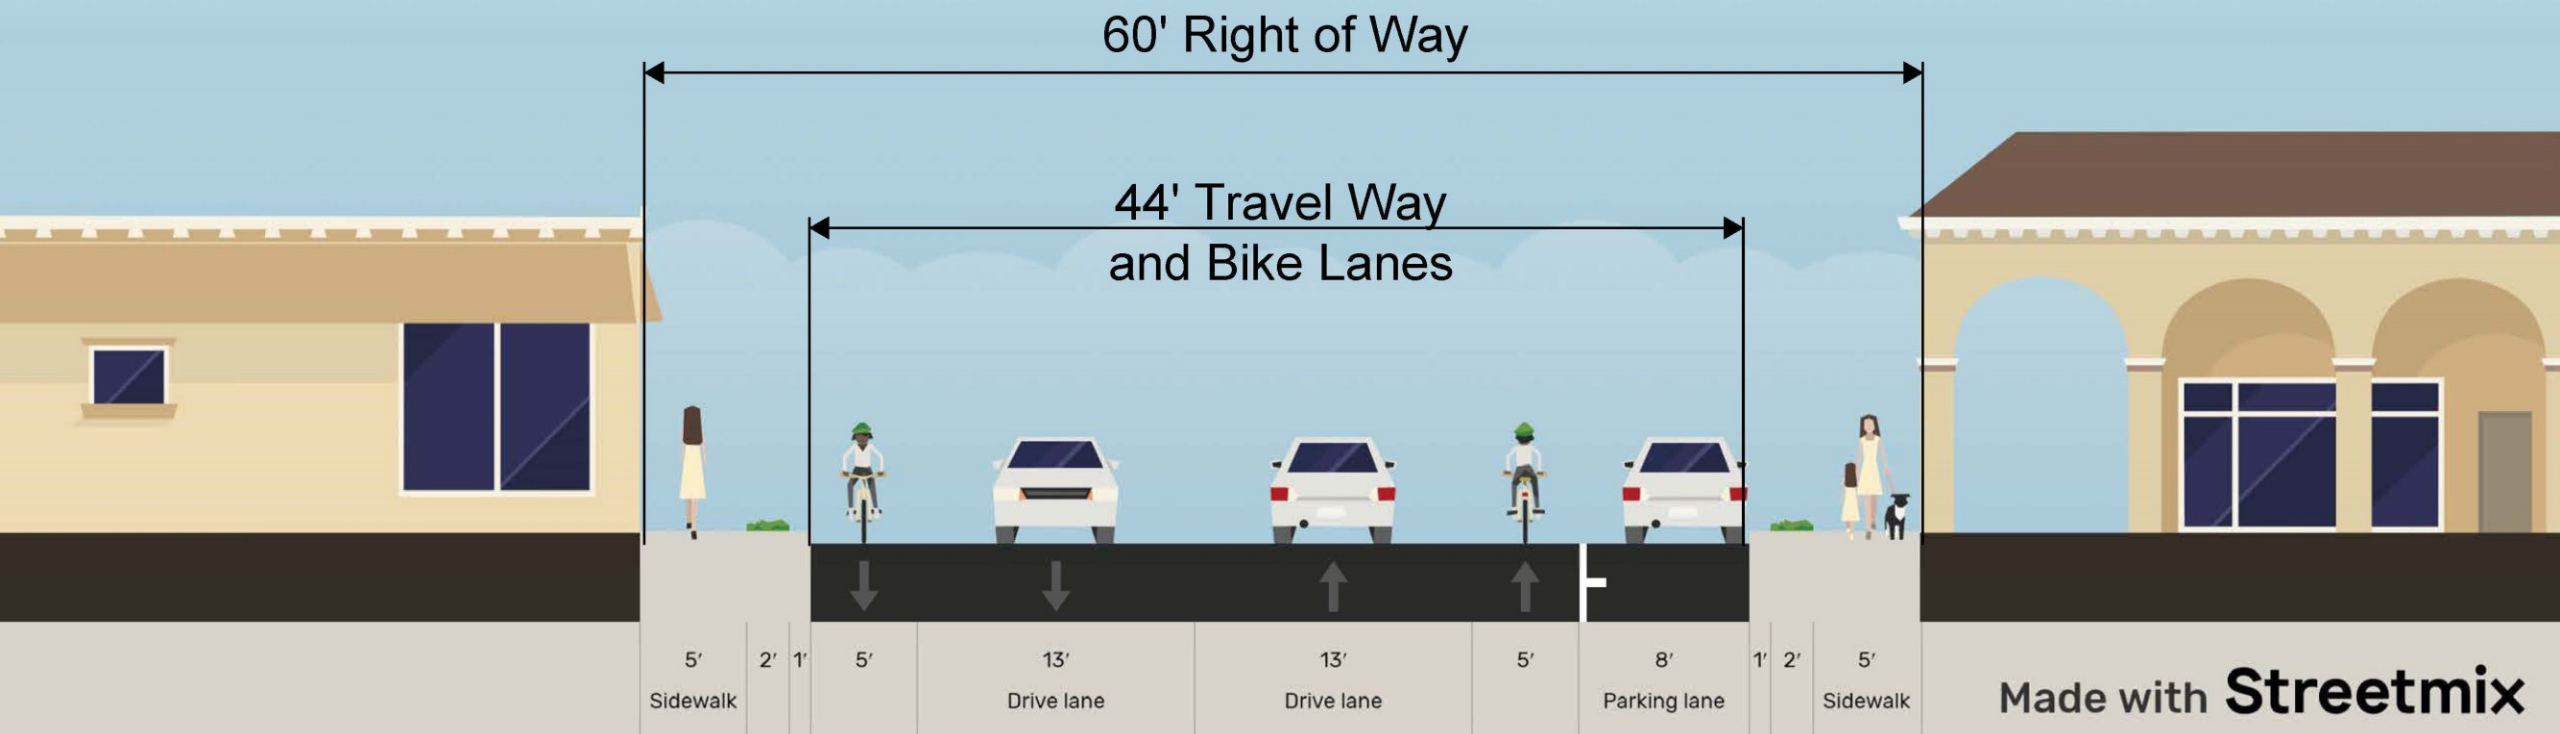 60' Right of Way
44' Travel Way
and Bike Lanes
5' 2' 1' 5' 13' 13' 5' 8' 1' 2' 5'
Sidewalk Drive lane Drive lane Parking lane Sidewalk
Made with Streetmix